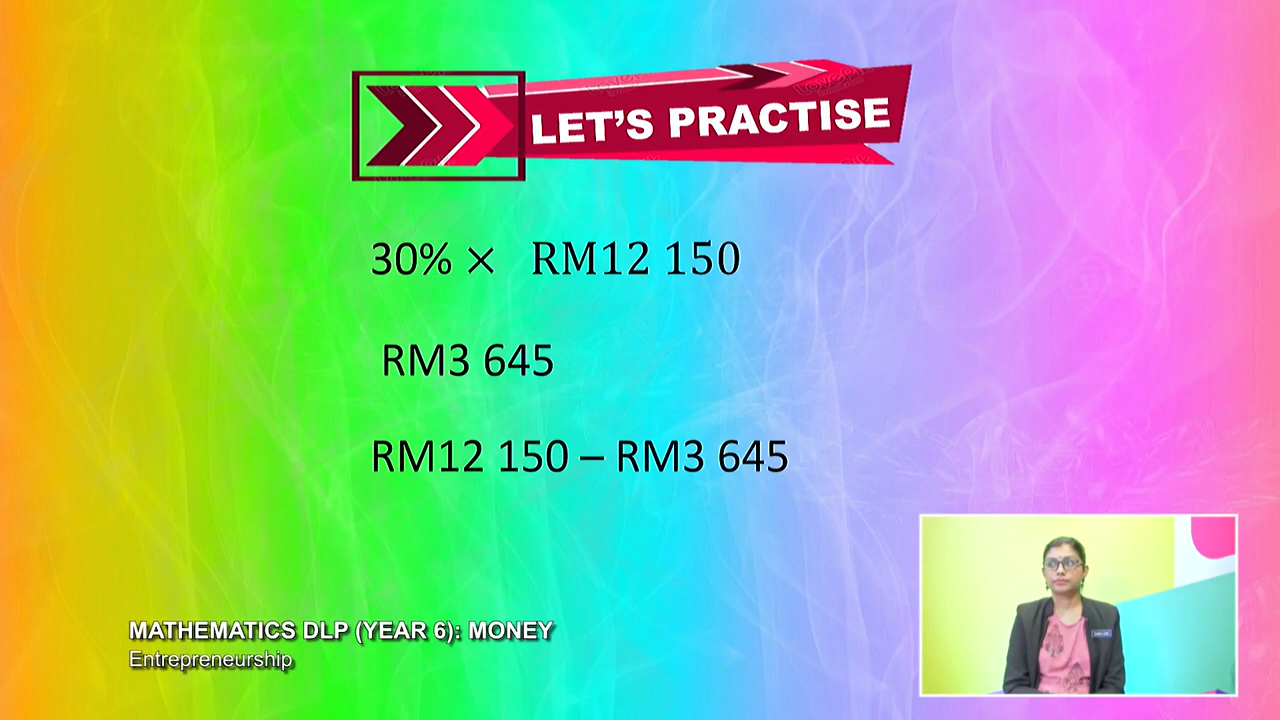 LET'S PRACTISE
30% × RM12 150
RM3 645
RM12 150 – RM3 645
MATHEMATICS DLP (YEAR 6): MONEY
Entrepreneurship